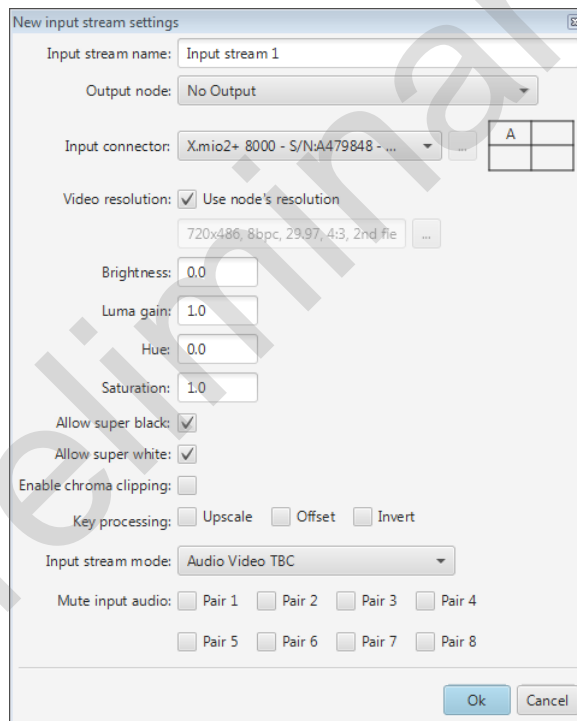 New input stream settings
Input stream name: Input stream 1
Output node: No Output
Input connector: X.mio2+ 8000 - S/N:A479848 - ... ... A
Video resolution: Use node's resolution
720x486, 8bpc, 29.97, 4:3, 2nd fie ...
Brightness: 0.0
Luma gain: 1.0
Hue: 0.0
Saturation: 1.0
Allow super black:
Allow super white:
Enable chroma clipping:
Key processing: Upscale Offset Invert
Input stream mode: Audio Video TBC
Mute input audio: Pair 1 Pair 2 Pair 3 Pair 4
Pair 5 Pair 6 Pair 7 Pair 8
Ok Cancel
reliminar